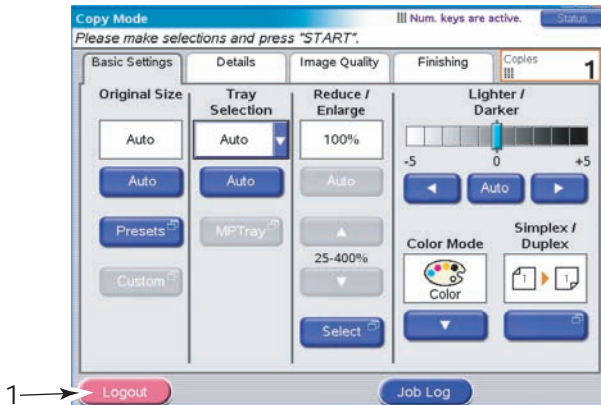 Copy Mode
Num. keys are active.
Status
Please make selections and press "START".
Basic Settings
Details
Image Quality
Finishing
Copies
1
Original Size
Tray
Selection
Reduce /
Enlarge
Lighter /
Darker
Auto
Auto
100%
-5
0
+5
Auto
Auto
Auto
Auto
Presets
MPTray
25-400%
Custom
Select
Color Mode
Simplex /
Duplex
Color
1
1
1
Logout
Job Log